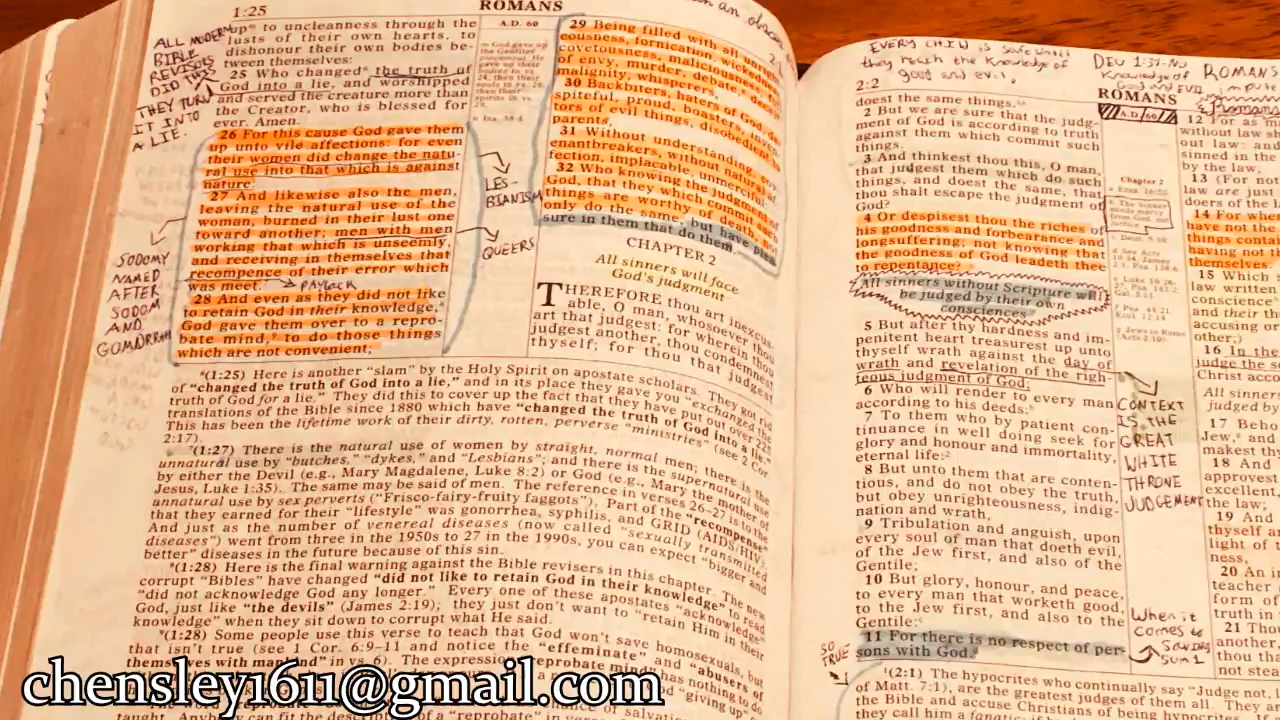 1:25
ROMANS
ALL MODERN
BIBLE
REVISORS
DID THIS
THEY TURN
IT INTO
A LIE.
up to uncleanness through the
lusts of their own hearts, to
dishonour their own bodies be-
tween themselves:
25 Who changed the truth of
God into a lie, and worshipped
and served the creature more than
the Creator, who is blessed for
ever. Amen.
26 For this cause God gave them
up unto vile affections: for even
their women did change the natu-
ral use into that which is against
nature:
27 And likewise also the men,
leaving the natural use of the
woman, burned in their lust one
toward another; men with men
working that which is unseemly,
and receiving in themselves that
recompence of their error which
was meet.
PAYBACK
28 And even as they did not like
to retain God in their knowledge,
God gave them over to a repro-
bate mind, to do those things
which are not convenient;
SODOMY
NAMED
AFTER
SODOM
AND
GOMORRAH
A.D. 60
LES-
BIANISM
QUEERS
29 Being filled with all unright-
eousness, fornication, wickedness,
covetousness, maliciousness;
of envy, murder, debate,
malignity; whisperers,
30 Backbiters, haters of God,
spiteful, proud, boasters, inven-
tors of evil things, disobedient
parents,
31 Without understanding,
enantbreakers, without natural
fection, implacable, unmerciful:
32 Who knowing the judgment
God, that they which commit such
things are worthy of death, not
only do the same, but have plea-
sure in them that do them.
CHAPTER 2
All sinners will face
God's judgment
THEREFORE thou art inexcus-
able, O man, whosoever
art that judgest: for wherein thou
judgest another, thou condemnest
thyself; for thou that judgest
*(1:25) Here is another "slam" by the Holy Spirit on apostate scholars. They got rid
of "changed the truth of God into a lie," and in its place they gave you "exchanged the
truth of God for a lie." They did this to cover up the fact that they have put out over 225
translations of the Bible since 1880 which have "changed the truth of God into a lie."
This has been the lifetime work of their dirty, rotten, perverse "ministries" (see 2 Cor.
2:17).
(1:27) There is the natural use of women by straight, normal men; there is the
unnatural use by "butches," "dykes," and "Lesbians"; and there is the supernatural use
by either the Devil (e.g., Mary Magdalene, Luke 8:2) or God (e.g., Mary the mother of
Jesus, Luke 1:35). The same may be said of men. The reference in verses 26–27 is to the
unnatural use by sex perverts ("Frisco-fairy-fruity faggots"). Part of the "recompense"
that they earned for their "lifestyle" was gonorrhea, syphilis, and GRID (AIDS/HIV).
And just as the number of venereal diseases (now called "sexually transmitted
diseases") went from three in the 1950s to 27 in the 1990s, you can expect "bigger and
better" diseases in the future because of this sin.
(1:28) Here is the final warning against the Bible revisers in this chapter. The new
corrupt "Bibles" have changed "did not like to retain God in their knowledge" to read
"did not acknowledge God any longer." Every one of these apostates "acknowledge"
God, just like "the devils" (James 2:19); they just don't want to "retain Him in their
knowledge" when they sit down to corrupt what He said.
*(1:28) Some people use this verse to teach that God won't save homosexuals, but
that isn't true (see 1 Cor. 6:9–11 and notice the "effeminate" and "abusers of
themselves with mankind" in vs. 6). The expression "reprobate mind" has nothing to do
EVERY CHILD IS SAFE until
they reach the knowledge of
good and evil.
DEU 1:39-NO
Knowledge of
Good and EVIL
2:2
ROMANS
A.D. 60
doest the same things.
2 But we are sure that the judg-
ment of God is according to truth
against them which commit such
things.
3 And thinkest thou this, O man,
that judgest them which do such
things, and doest the same, that
thou shalt escape the judgment of
God?
4 Or despisest thou the riches of
his goodness and forbearance and
longsuffering; not knowing that
the goodness of God leadeth thee
to repentance?
All sinners without Scripture will
be judged by their own
consciences
5 But after thy hardness and im-
penitent heart treasurest up unto
thyself wrath against the day of
wrath and revelation of the righ-
teous judgment of God;
6 Who will render to every man
according to his deeds:
7 To them who by patient con-
tinuance in well doing seek for
glory and honour and immortality,
eternal life:
8 But unto them that are conten-
tious, and do not obey the truth,
but obey unrighteousness, indig-
nation and wrath,
9 Tribulation and anguish, upon
every soul of man that doeth evil,
of the Jew first, and also of the
Gentile;
10 But glory, honour, and peace,
to every man that worketh good,
to the Jew first, and also to the
Gentile:
11 For there is no respect of per-
sons with God.
SO
TRUE
Chapter 2
CONTEXT
IS THE
GREAT
WHITE
THRONE
JUDGEMENT
When it
comes to
Saving
sum1
(2:1) The hypocrites who continually say "Judge not,
of Matt. 7:1), are the greatest judges of them all. They
the Bible and accuse Christians of being
they call him a fanatic;
ROMANS
12 For as
without law
out law: and
sinned in the
by the law,
13 (For not
law are just
doers of the
14 For when
have not the
things conta
having not th
themselves:
15 Which
law written
conscience
and their
accusing o
other;)
16 In the
judge the se
Christ acco
All sinners
judged by
17 Beho
Jew, and
makest thy
18 And
approvest
excellent
the law;
19 And
thyself a
light of
ness,
20 An in
teacher
form of
truth in
21 Tho
another,
thou that
not stea
chensley1611@gmail.com